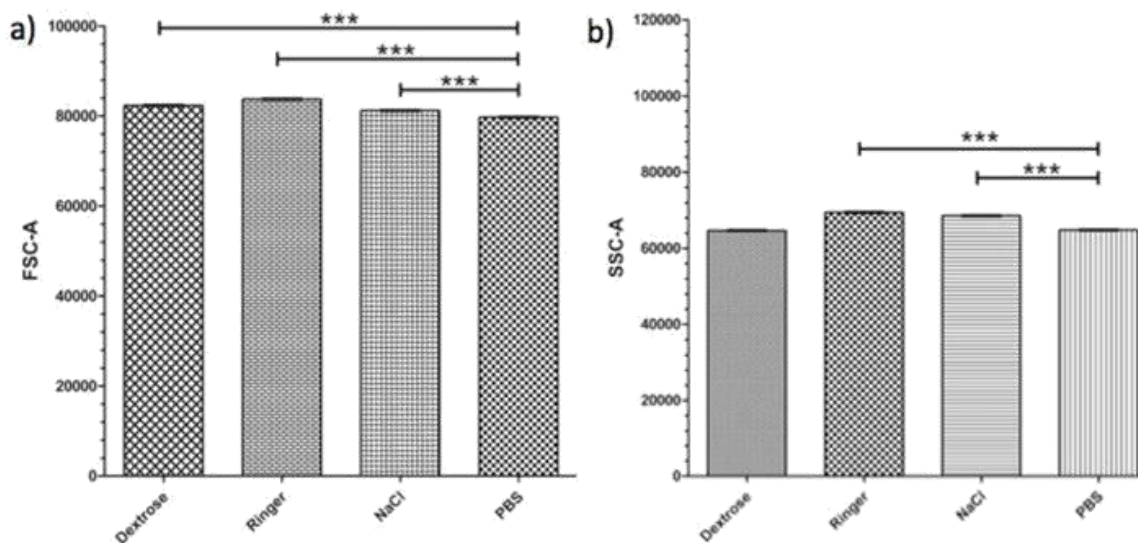 a)
***
***
***
FSC-A
100000
80000
60000
40000
20000
0
Dextrose
Ringer
NaCl
PBS
b)
***
***
SSC-A
120000
100000
80000
60000
40000
20000
0
Dextrose
Ringer
NaCl
PBS